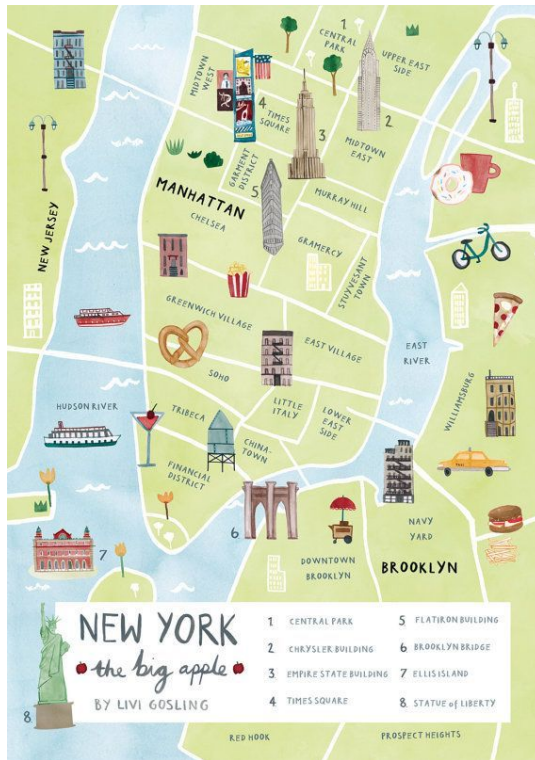 1
CENTRAL
PARK
UPPER EAST
SIDE
MIDTOWN
WEST
4
TIMES
SQUARE
3
2
MIDTOWN
EAST
GARMENT
DISTRICT
5
MANHATTAN
CHELSEA
MURRAY HILL
GRAMERCY
STUYVESANT
TOWN
NEW JERSEY
GREENWICH VILLAGE
EAST VILLAGE
EAST
RIVER
SOHO
LITTLE
ITALY
LOWER
EAST
SIDE
WILLIAMSBURG
HUDSON RIVER
TRIBECA
CHINA-
TOWN
FINANCIAL
DISTRICT
TAXI
6
NAVY
YARD
7
DOWNTOWN
BROOKLYN
BROOKLYN
NEW YORK
the big apple
BY LIVI GOSLING
1 CENTRAL PARK
2 CHRYSLER BUILDING
3 EMPIRE STATE BUILDING
4 TIMES SQUARE
5 FLATIRON BUILDING
6 BROOKLYN BRIDGE
7 ELLIS ISLAND
8 STATUE of LIBERTY
8
RED HOOK
PROSPECT HEIGHTS